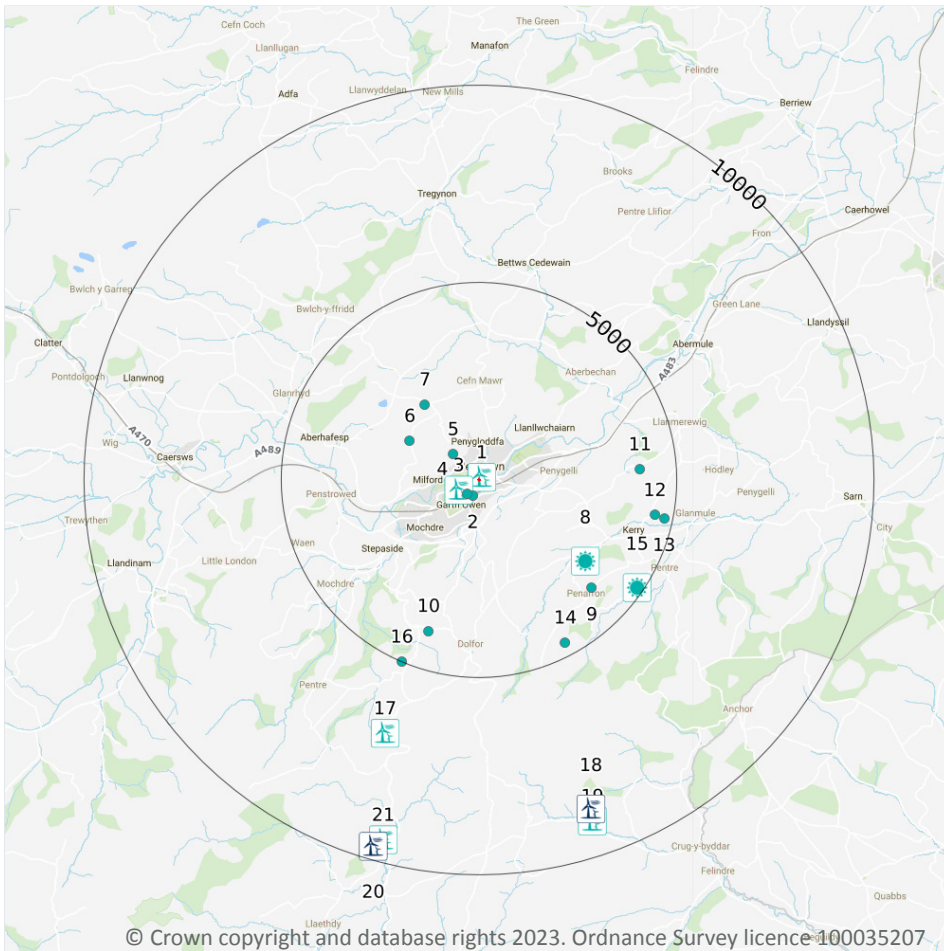 Cefn Coch
The Green
Llanllugan
Manafon
Felindre
Adfa
Llanwyddelan
New Mills
Berriew
10000
Brooks
Tregynon
Pentre Llifior
Caerhowel
Fron
Bettws Cedewain
Bwlch y Garreg
Bwlch-y-ffridd
Green Lane
5000
Llandyssil
Clatter
Abermule
A483
Pontdolgoch
Llanwnog
7
Cefn Mawr
Aberbechan
Glanrhyd
6
5
Llanllwchaiarn
Llanmerewig
A470
Wig
A489
Aberhafesp
Penygloddfa
1
11
Caersws
4
3
Milford
Penygelli
Hodley
Penstrowed
Garth Owen
12
Penygelli
Sarn
Trewythen
Mochdre
2
8
Glanmule
City
Waen
Stepaside
Kerry
15
13
Llandinam
Little London
Pentre
Mochdre
Penarron
10
9
14
16
Dolfor
Pentre
17
Anchor
18
19
21
Crug-y-byddar
Felindre
20
Quabbs
Llaethdy
© Crown copyright and database rights 2023. Ordnance Survey licence 100035207